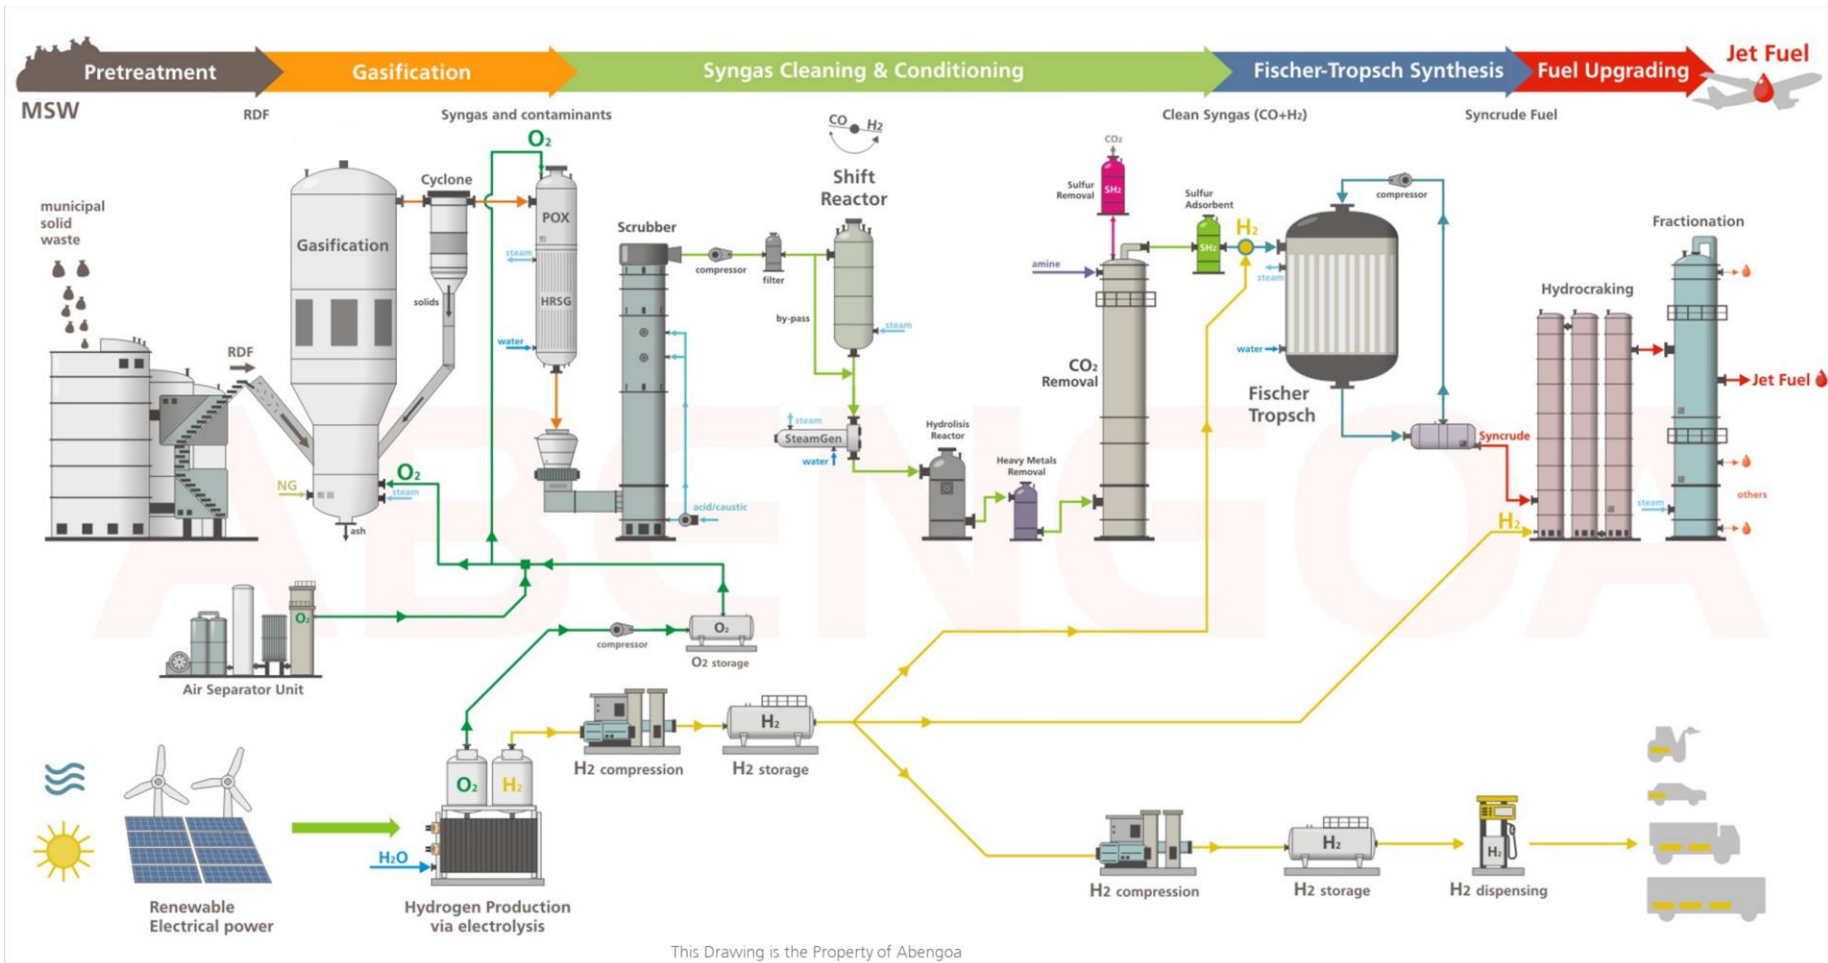 Pretreatment
Gasification
Syngas Cleaning & Conditioning
Fischer-Tropsch Synthesis
Fuel Upgrading
Jet Fuel
MSW
RDF
Syngas and contaminants
Clean Syngas (CO+H₂)
Syncrude Fuel
CO H₂
O₂
CO₂
Cyclone
Shift
Reactor
Sulfur
Removal
SH₂
Sulfur
Adsorbent
H₂
SH₂
compressor
Fractionation
municipal
solid
waste
Gasification
POX
steam
Scrubber
compressor
filter
amine
steam
HRSG
solids
Hydrocraking
by-pass
steam
water
water
RDF
CO₂
Removal
Fischer
Tropsch
Jet Fuel
steam
SteamGen
water
Hydrolisis
Reactor
Heavy Metals
Removal
Syncrude
NG
O₂
steam
ash
acid/caustic
steam
others
H₂
ABENGOA
O₂
Air Separator Unit
compressor
O₂
O2 storage
H₂
H2 compression
H2 storage
O₂
H₂
H₂O
Renewable
Electrical power
Hydrogen Production
via electrolysis
H₂
H₂
H2 compression
H2 storage
H2 dispensing
This Drawing is the Property of Abengoa